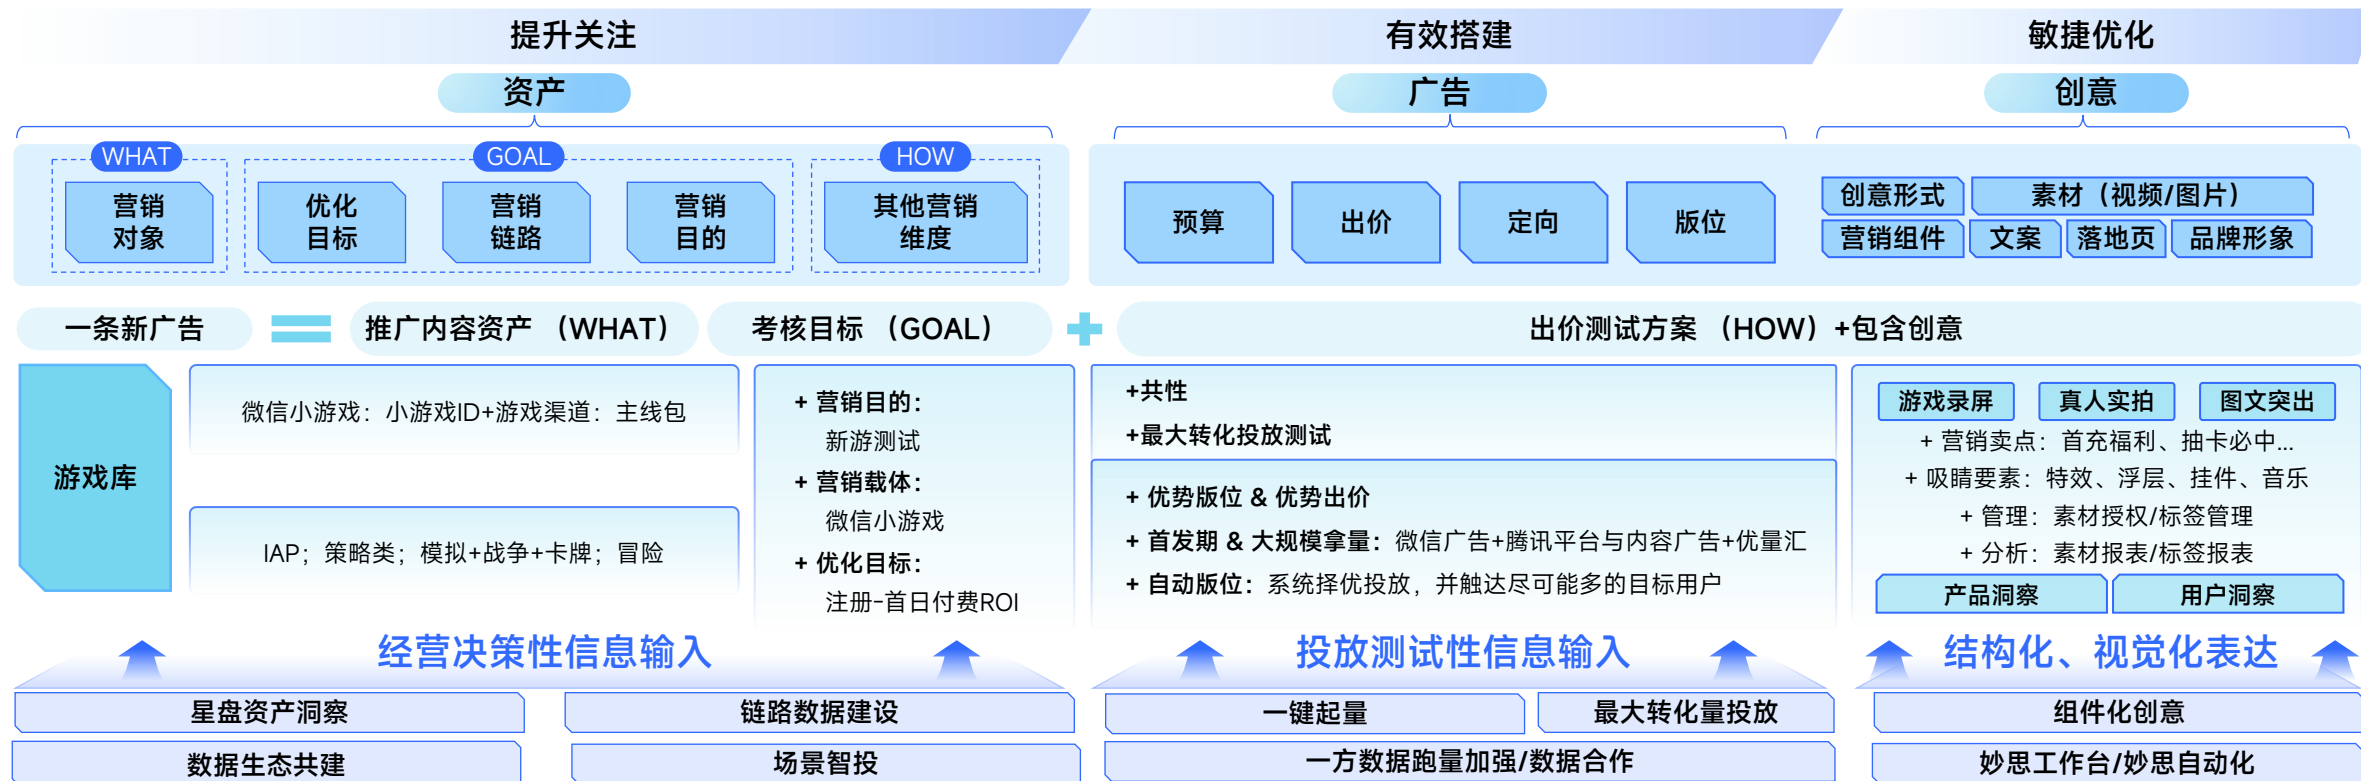 提升关注
有效搭建
敏捷优化
资产
广告
创意
WHAT
GOAL
HOW
营销
对象
优化
目标
营销
链路
营销
目的
其他营销
维度
预算
出价
定向
版位
创意形式
素材（视频/图片）
营销组件
文案
落地页
品牌形象
一条新广告
推广内容资产 （WHAT）
考核目标 （GOAL）
出价测试方案 （HOW）+包含创意
游戏库
微信小游戏：小游戏ID+游戏渠道：主线包
IAP；策略类；模拟+战争+卡牌；冒险
+ 营销目的：
新游测试
+ 营销载体：
微信小游戏
+ 优化目标：
注册-首日付费ROI
+共性
+最大转化投放测试
+ 优势版位 & 优势出价
+ 首发期 & 大规模拿量：微信广告+腾讯平台与内容广告+优量汇
+ 自动版位：系统择优投放，并触达尽可能多的目标用户
游戏录屏
真人实拍
图文突出
+ 营销卖点：首充福利、抽卡必中...
+ 吸睛要素：特效、浮层、挂件、音乐
+ 管理：素材授权/标签管理
+ 分析：素材报表/标签报表
产品洞察
用户洞察
经营决策性信息输入
投放测试性信息输入
结构化、视觉化表达
星盘资产洞察
链路数据建设
一键起量
最大转化量投放
组件化创意
数据生态共建
场景智投
一方数据跑量加强/数据合作
妙思工作台/妙思自动化